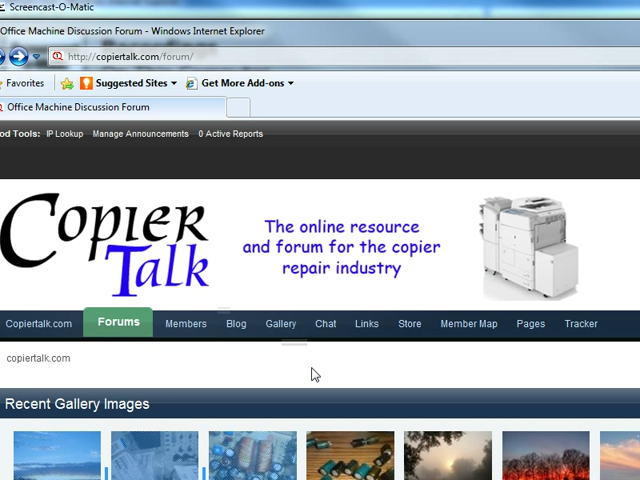 Screencast-O-Matic
Office Machine Discussion Forum - Windows Internet Explorer
http://copiertalk.com/forum/
Favorites Suggested Sites Get More Add-ons
Office Machine Discussion Forum
od Tools: IP Lookup Manage Announcements 0 Active Reports
Copier
Talk
The online resource
and forum for the copier
repair industry
Copiertalk.com Forums Members Blog Gallery Chat Links Store Member Map Pages Tracker
copiertalk.com
Recent Gallery Images